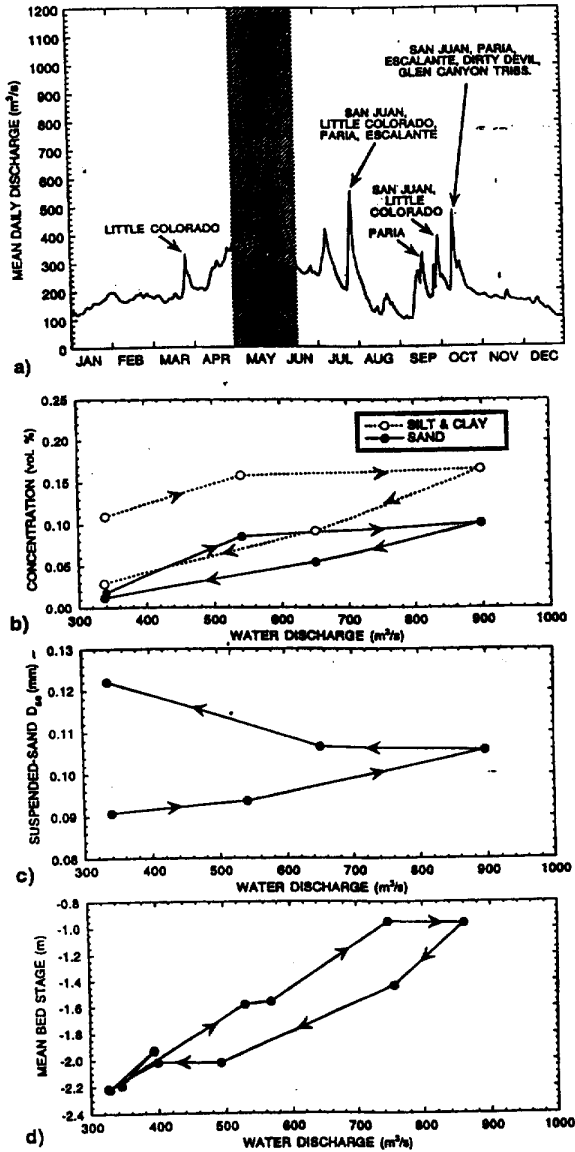 1200
1100
1000
900
800
700
600
500
400
300
200
100
0
MEAN DAILY DISCHARGE (m³/s)
SAN JUAN, PARIA,
ESCALANTE, DIRTY DEVIL,
GLEN CANYON TRIBS.
SAN JUAN,
LITTLE COLORADO,
PARIA, ESCALANTE
SAN JUAN,
LITTLE
COLORADO
PARIA
LITTLE COLORADO
JAN FEB MAR APR MAY JUN JUL AUG SEP OCT NOV DEC
a)
0.25
0.20
0.15
0.10
0.05
0.00
CONCENTRATION (vol. %)
SILT & CLAY
SAND
300 400 500 600 700 800 900 1000
WATER DISCHARGE (m³/s)
b)
0.13
0.12
0.11
0.10
0.09
0.08
SUSPENDED-SAND D₅₀ (mm)
300 400 500 600 700 800 900 1000
WATER DISCHARGE (m³/s)
c)
-0.8
-1.0
-1.2
-1.4
-1.6
-1.8
-2.0
-2.2
-2.4
MEAN BED STAGE (m)
300 400 500 600 700 800 900 1000
WATER DISCHARGE (m³/s)
d)